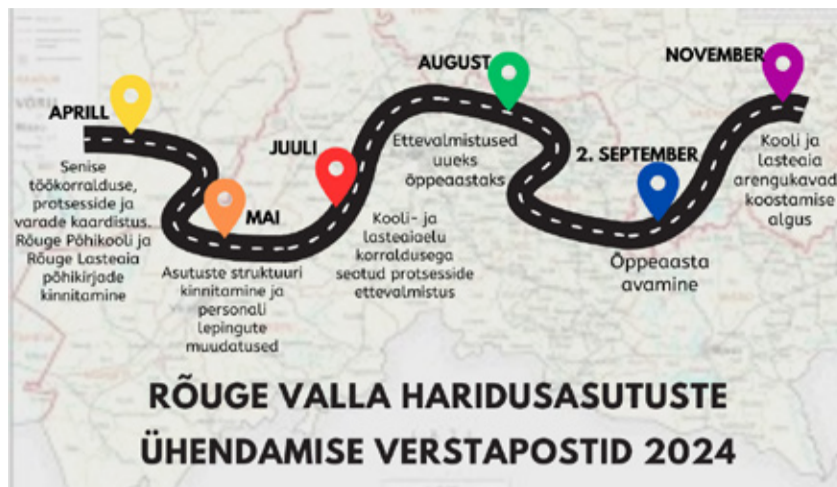 APRILL
Senise
töökorralduse,
protsesside ja
varade kaardistus.
Rõuge Põhikooli ja
Rõuge Lasteaia
põhikirjade
kinnitamine
MAI
Asutuste struktuuri
kinnitamine ja
personali
lepingute
muudatused
JUULI
Kooli- ja
lasteaiaelu
korraldusega
seotud protsesside
ettevalmistus
AUGUST
Ettevalmistused
uueks
õppeaastaks
2. SEPTEMBER
Õppeaasta
avamine
NOVEMBER
Kooli ja
lasteaia
arengukavad
koostamise
algus
RÕUGE VALLA HARIDUSASUTUSTE
ÜHENDAMISE VERSTAPOSTID 2024